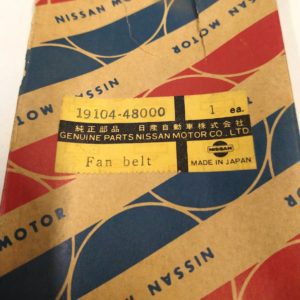 NISSAN MOTOR
MOTOR
19104-48000 1 ea.
純正部品 日産自動車株式会社
GENUINE PARTS NISSAN MOTOR CO., LTD
Fan belt
NISSAN
MADE IN JAPAN
MOTOR
NISSAN
NISSAN